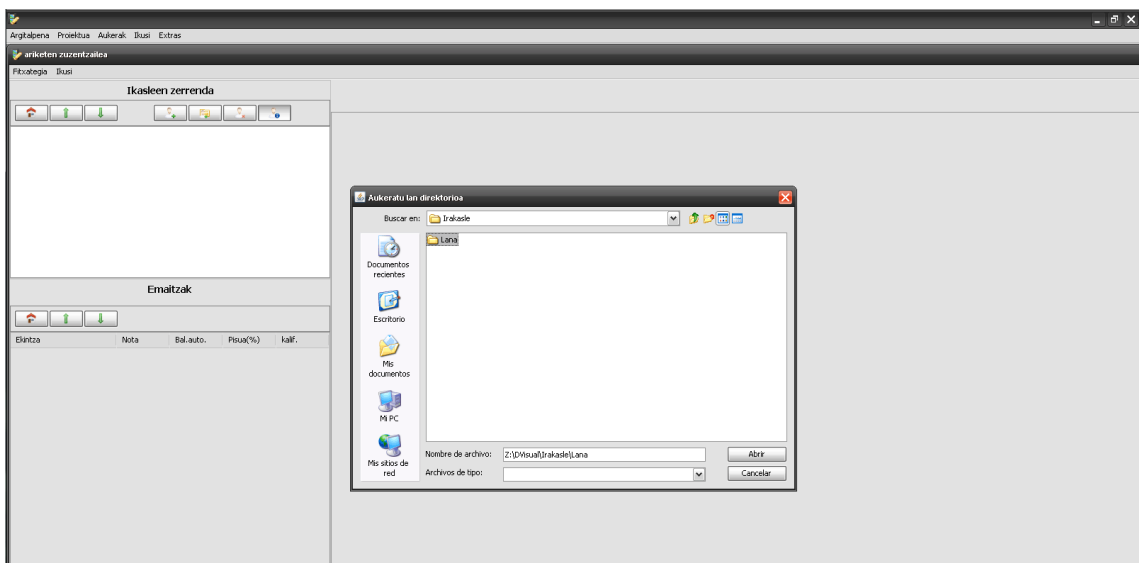 Argitalpena Proiektua Aukerak Ikusi Extras
ariketen zuzentzailea
Fitxategia Ikusi
Ikasleen zerrenda
Emaitzak
Ekintza Nota Bal.auto. Pisua(%) kalif.
Aukeratu lan direktorioa
Buscar en: Irakasle
Lana
Documentos
recientes
Escritorio
Mis
documentos
Mi PC
Mis sitios de
red
Nombre de archivo: Z:\DVisual\Irakasle\Lana Abrir
Archivos de tipo: Cancelar